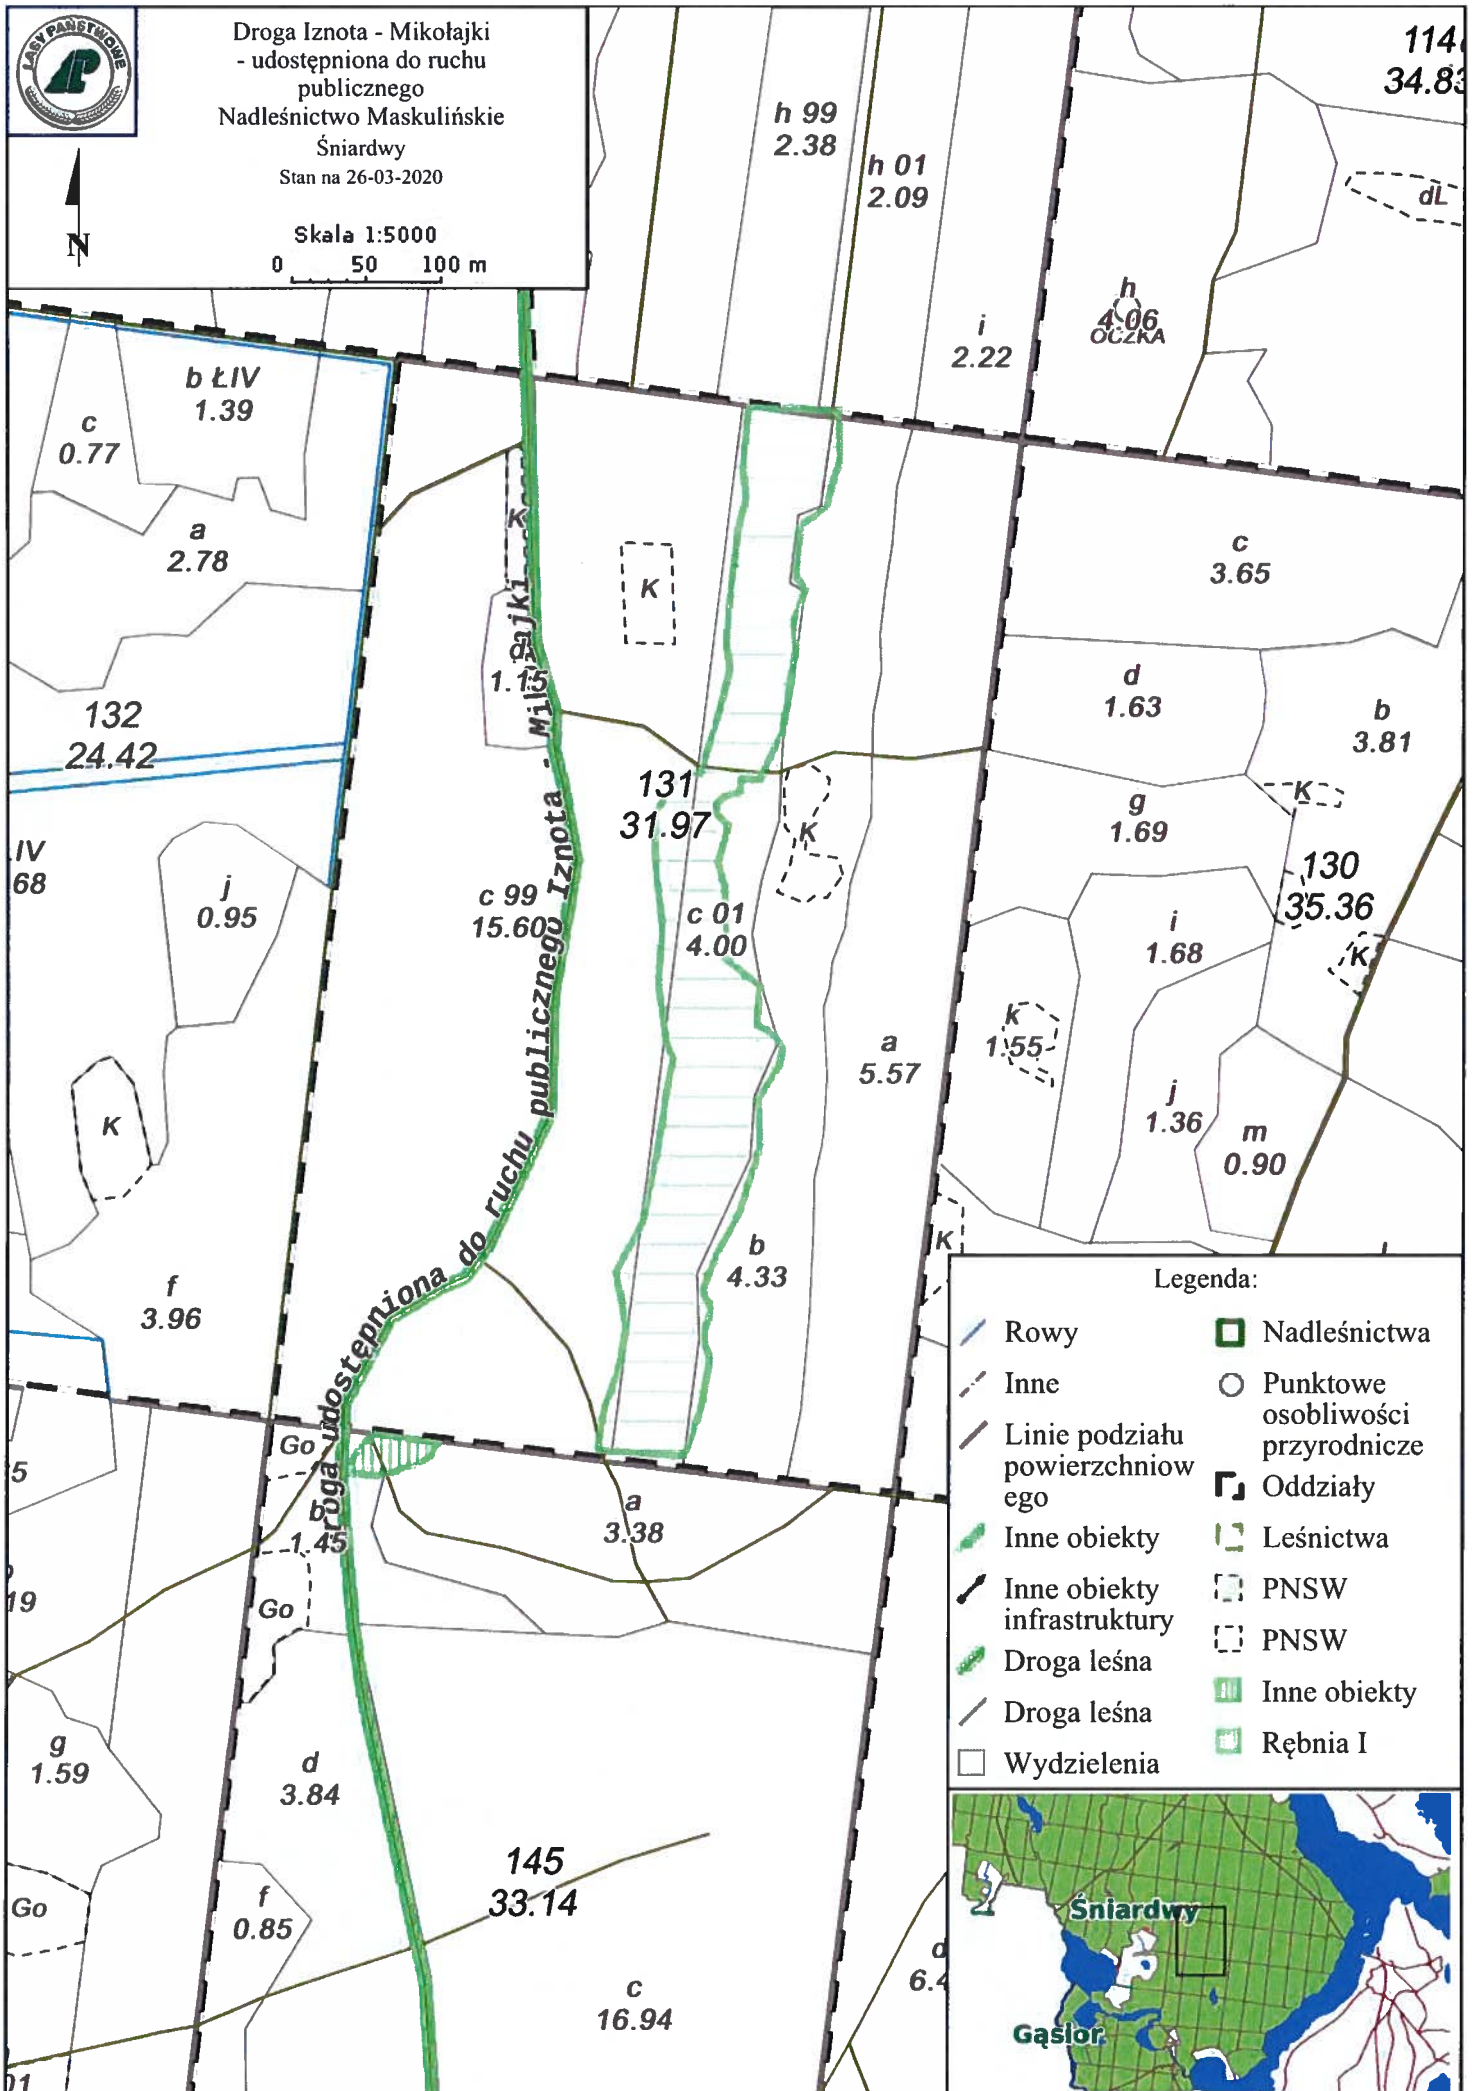 LASY PAŃSTWOWE
Droga Iznota - Mikołajki
- udostępniona do ruchu
publicznego
Nadleśnictwo Maskulińskie
Śniardwy
Stan na 26-03-2020
N
Skala 1:5000
0 50 100 m
h 99
2.38
h 01
2.09
i
2.22
34.83
dL
h
4.06
OCZKA
b ŁIV
1.39
c
0.77
a
2.78
132
24.42
j
0.95
K
f
3.96
K
K
d
1.15
131
31.97
c 99
15.60
c 01
4.00
K
a
5.57
b
4.33
droga udostępniona do ruchu publicznego Iznota - Mikołajki
c
3.65
d
1.63
b
3.81
K
g
1.69
130
35.36
i
1.68
K
k
1.55
j
1.36
m
0.90
K
Go
b
1.45
Go
a
3.38
g
1.59
d
3.84
Go
f
0.85
145
33.14
c
16.94
d
Legenda:
Rowy
Inne
Linie podziału
powierzchniow
ego
Inne obiekty
Inne obiekty
infrastruktury
Droga leśna
Droga leśna
Wydzielenia
Nadleśnictwa
Punktowe
osobliwości
przyrodnicze
Oddziały
Leśnictwa
PNSW
PNSW
Inne obiekty
Rębnia I
Śniardwy
Gąsior